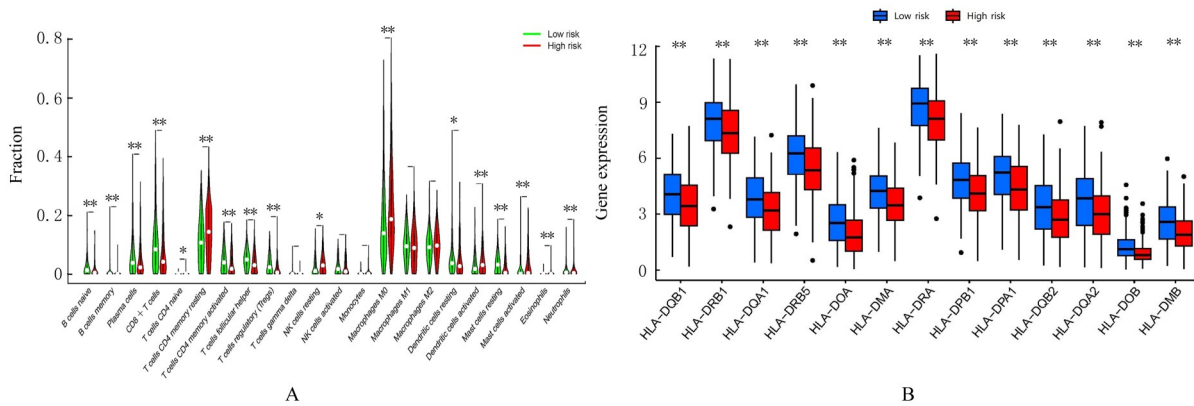 Low risk
High risk
0.8
0.6
0.4
0.2
0
Fraction
** ** ** ** * ** ** ** ** * ** * ** ** ** ** **
B cells naive
B cells memory
Plasma cells
CD8 + T cells
T cells CD4 naive
T cells CD4 memory resting
T cells CD4 memory activated
T cells follicular helper
T cells regulatory (Tregs)
T cells gamma delta
NK cells resting
NK cells activated
Monocytes
Macrophages M0
Macrophages M1
Macrophages M2
Dendritic cells resting
Dendritic cells activated
Mast cells resting
Mast cells activated
Eosinophils
Neutrophils
A
Low risk High risk
** ** ** ** ** ** ** ** ** ** ** ** **
12
9
6
3
0
Gene expression
HLA-DQB1
HLA-DRB1
HLA-DQA1
HLA-DRB5
HLA-DOA
HLA-DMA
HLA-DRA
HLA-DPB1
HLA-DPA1
HLA-DQB2
HLA-DQA2
HLA-DOB
HLA-DMB
B